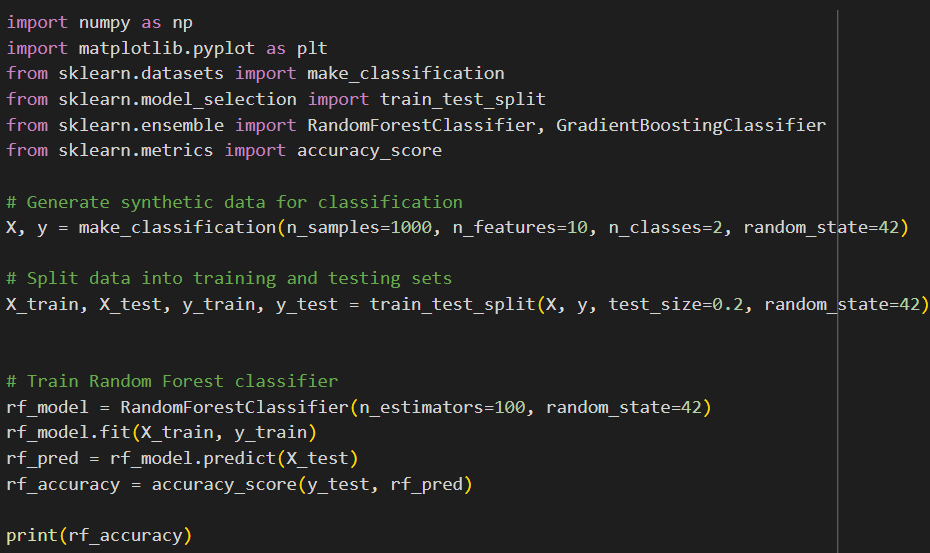 import numpy as np
import matplotlib.pyplot as plt
from sklearn.datasets import make_classification
from sklearn.model_selection import train_test_split
from sklearn.ensemble import RandomForestClassifier, GradientBoostingClassifier
from sklearn.metrics import accuracy_score
# Generate synthetic data for classification
X, y = make_classification(n_samples=1000, n_features=10, n_classes=2, random_state=42)
# Split data into training and testing sets
X_train, X_test, y_train, y_test = train_test_split(X, y, test_size=0.2, random_state=42)
# Train Random Forest classifier
rf_model = RandomForestClassifier(n_estimators=100, random_state=42)
rf_model.fit(X_train, y_train)
rf_pred = rf_model.predict(X_test)
rf_accuracy = accuracy_score(y_test, rf_pred)
print(rf_accuracy)